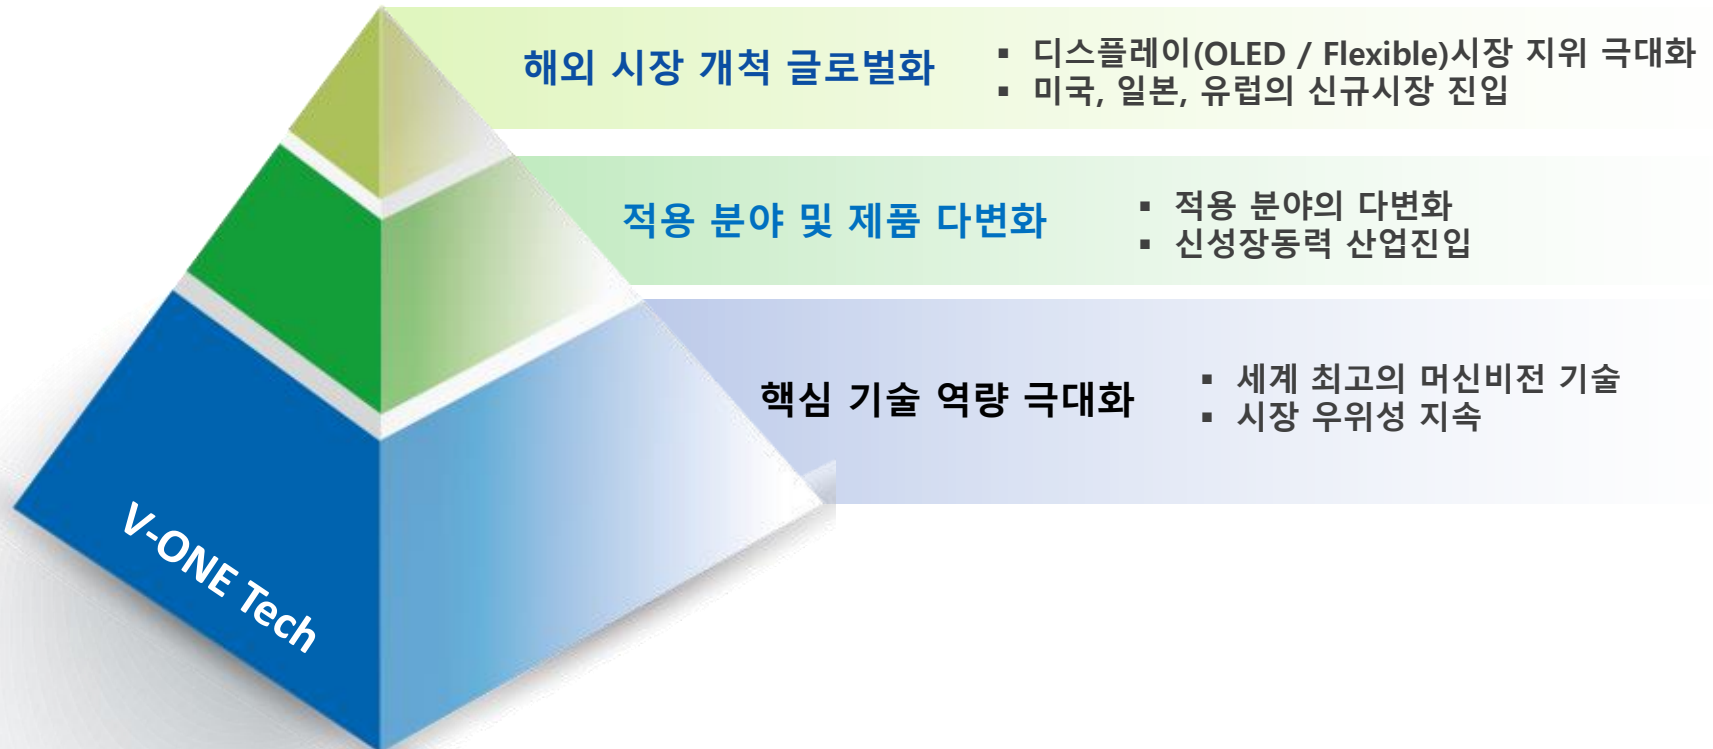 해외 시장 개척 글로벌화
▪ 디스플레이(OLED / Flexible)시장 지위 극대화
▪ 미국, 일본, 유럽의 신규시장 진입
적용 분야 및 제품 다변화
▪ 적용 분야의 다변화
▪ 신성장동력 산업진입
핵심 기술 역량 극대화
▪ 세계 최고의 머신비전 기술
▪ 시장 우위성 지속
V-ONE Tech